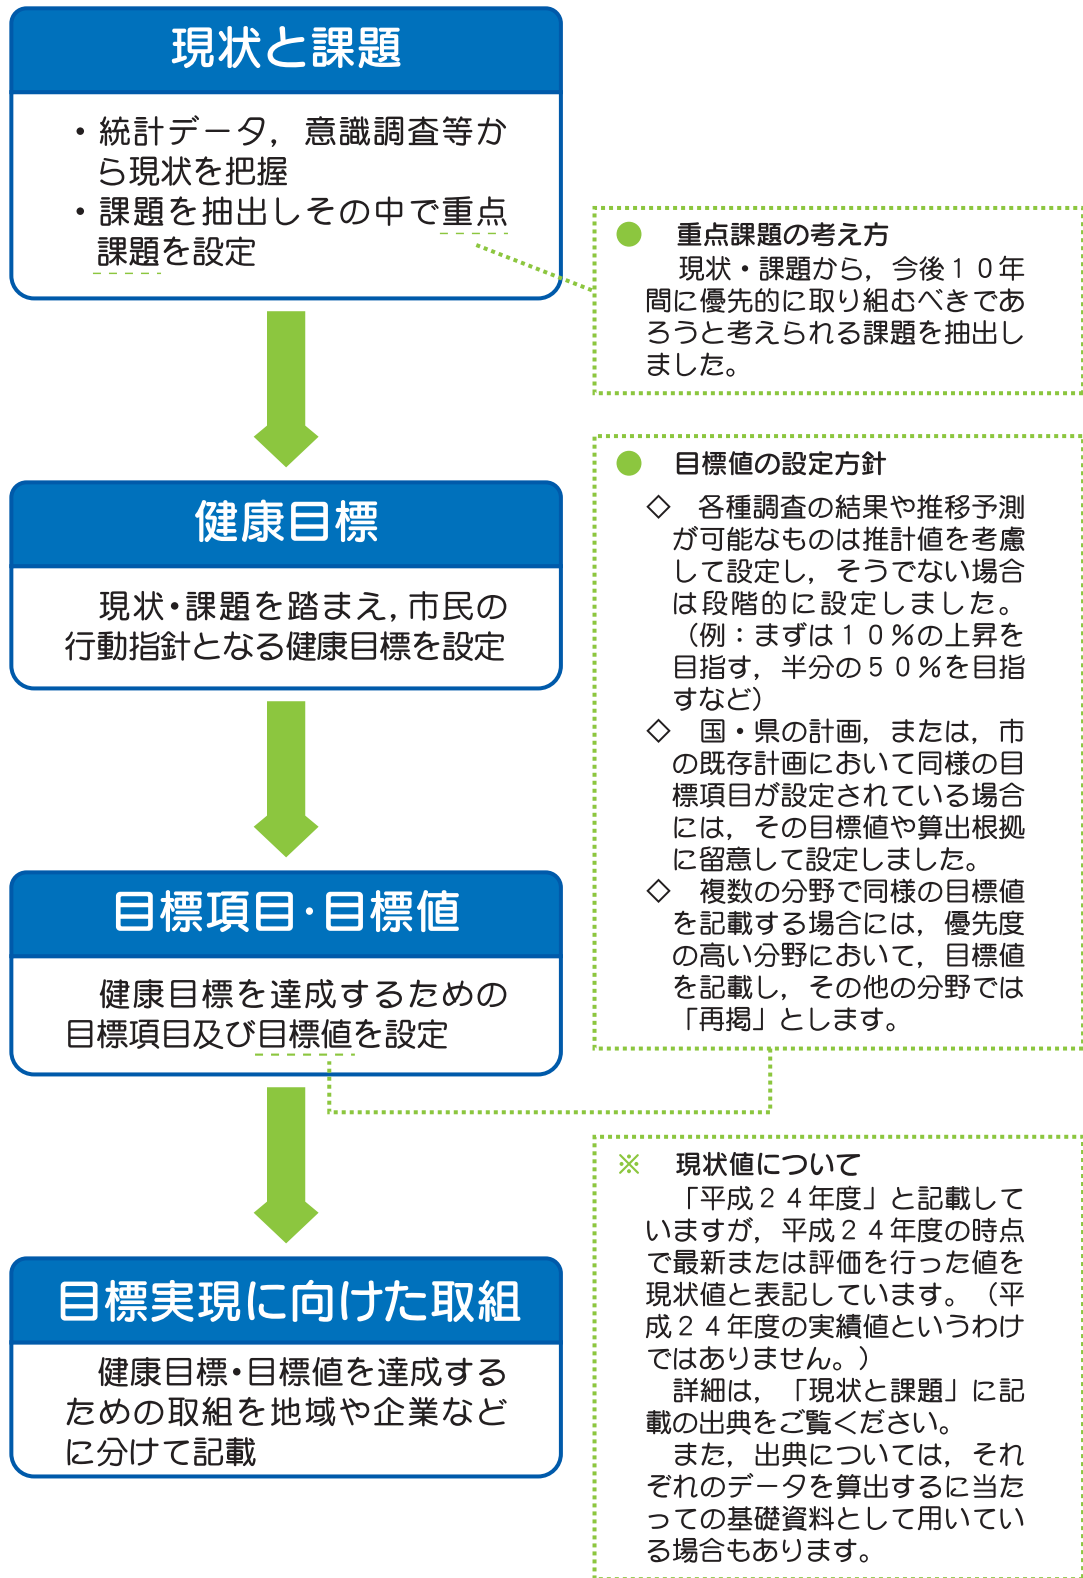 現状と課題
・統計データ，意識調査等か
ら現状を把握
・課題を抽出しその中で重点
課題を設定
● 重点課題の考え方
現状・課題から，今後１０年
間に優先的に取り組むべきであ
ろうと考えられる課題を抽出し
ました。
健康目標
現状・課題を踏まえ，市民の
行動指針となる健康目標を設定
● 目標値の設定方針
◇ 各種調査の結果や推移予測
が可能なものは推計値を考慮
して設定し，そうでない場合
は段階的に設定しました。
（例：まずは１０％の上昇を
目指す，半分の５０％を目指
すなど）
◇ 国・県の計画，または，市
の既存計画において同様の目
標項目が設定されている場合
には，その目標値や算出根拠
に留意して設定しました。
◇ 複数の分野で同様の目標値
を記載する場合には，優先度
の高い分野において，目標値
を記載し，その他の分野では
「再掲」とします。
目標項目・目標値
健康目標を達成するための
目標項目及び目標値を設定
目標実現に向けた取組
健康目標・目標値を達成する
ための取組を地域や企業など
に分けて記載
※ 現状値について
「平成２４年度」と記載して
いますが，平成２４年度の時点
で最新または評価を行った値を
現状値と表記しています。（平
成２４年度の実績値というわけ
ではありません。）
詳細は，「現状と課題」に記
載の出典をご覧ください。
また，出典については，それ
ぞれのデータを算出するに当た
っての基礎資料として用いてい
る場合もあります。